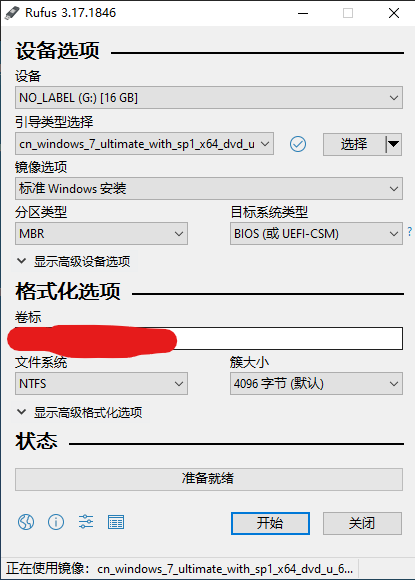 Rufus 3.17.1846
设备选项
设备
NO_LABEL (G:) [16 GB]
引导类型选择
cn_windows_7_ultimate_with_sp1_x64_dvd_u
选择
镜像选项
标准 Windows 安装
分区类型
目标系统类型
MBR
BIOS (或 UEFI-CSM)
?
显示高级设备选项
格式化选项
卷标
文件系统
簇大小
NTFS
4096 字节 (默认)
显示高级格式化选项
状态
准备就绪
开始
关闭
正在使用镜像: cn_windows_7_ultimate_with_sp1_x64_dvd_u_6...